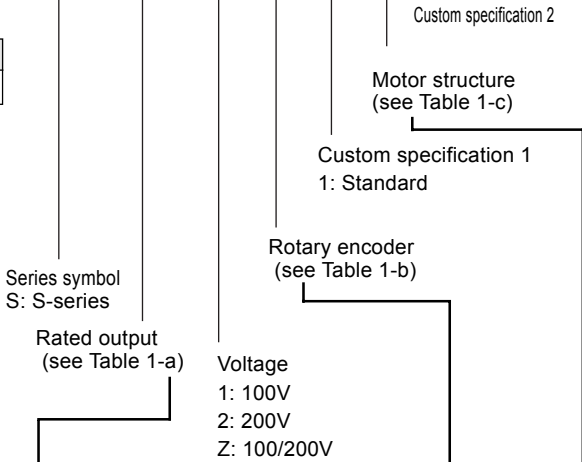 Custom specification 2
Motor structure
(see Table 1-c)
Custom specification 1
1: Standard
Rotary encoder
(see Table 1-b)
Series symbol
S: S-series
Rated output
(see Table 1-a)
Voltage
1: 100V
2: 200V
Z: 100/200V